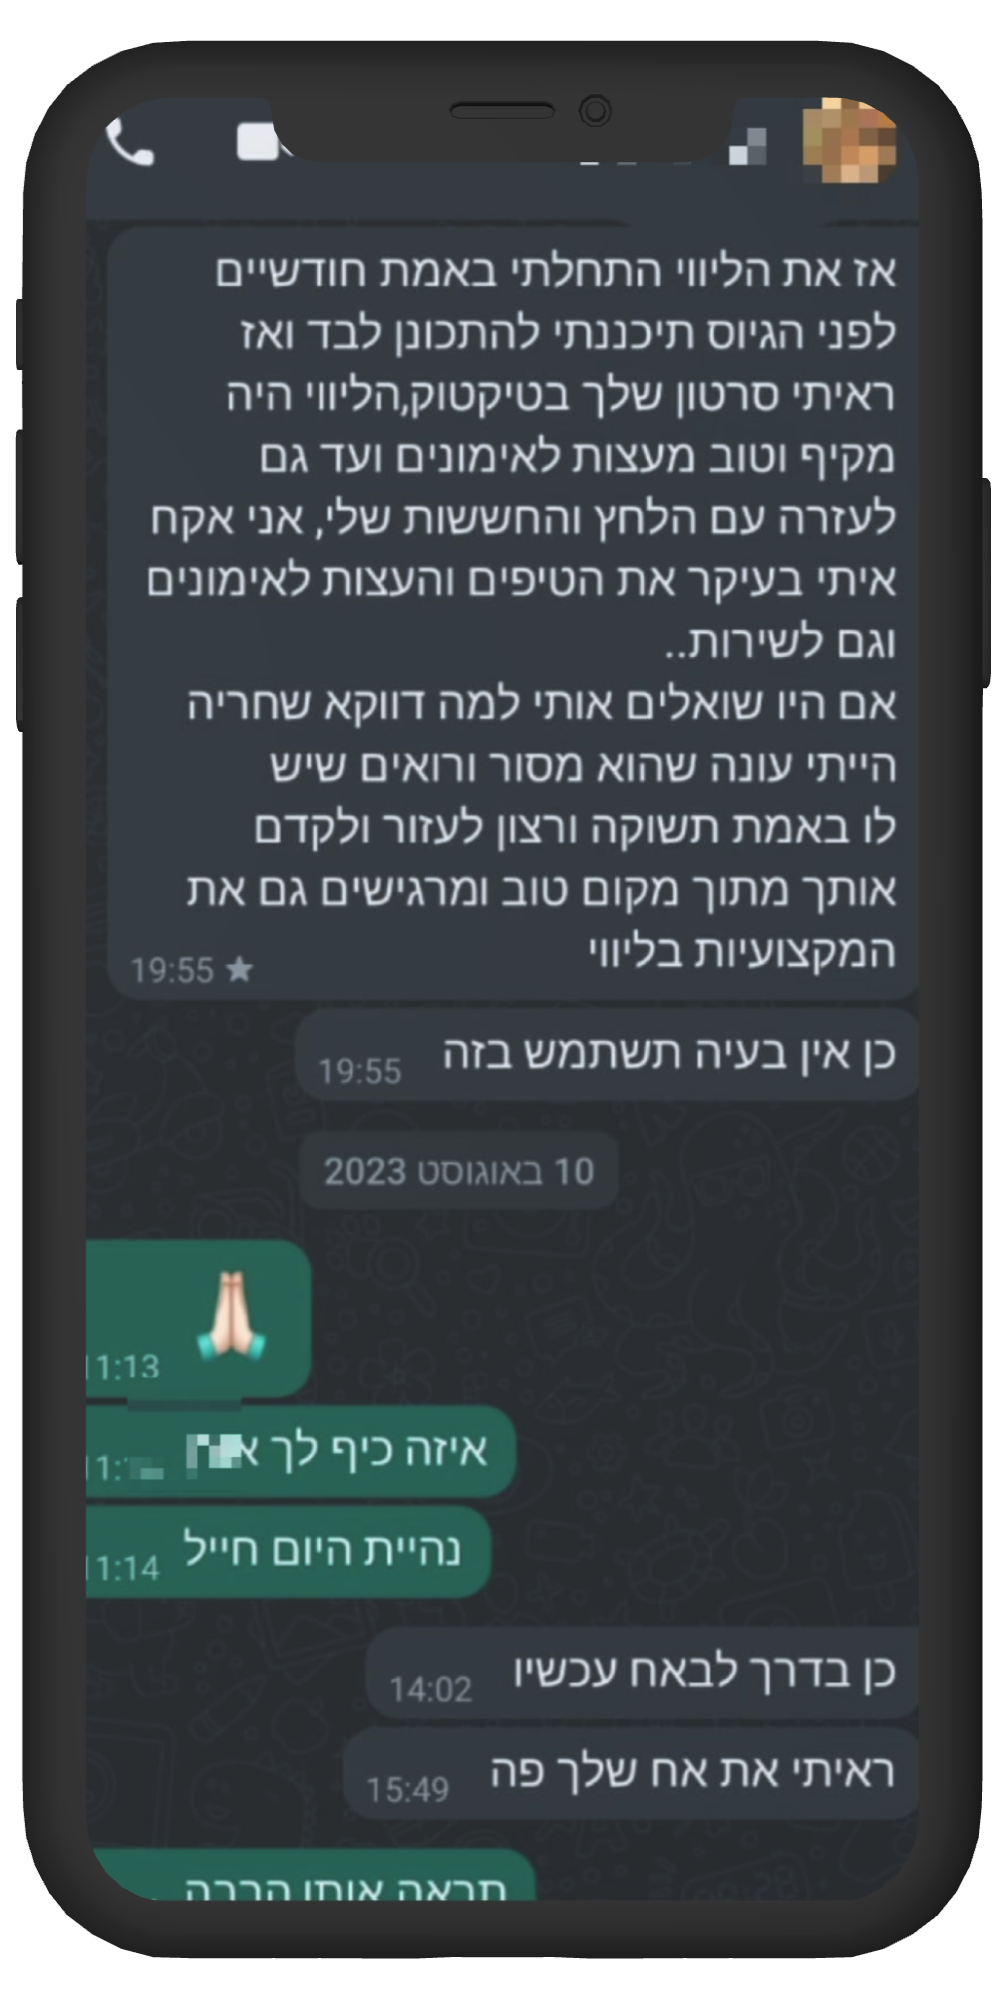 אז את הליווי התחלתי באמת חודשיים
לפני הגיוס תיכננתי להתכונן לבד ואז
ראיתי סרטון שלך בטיקטוק,הליווי היה
מקיף וטוב מעצות לאימונים ועד גם
לעזרה עם הלחץ והחששות שלי, אני אקח
איתי בעיקר את הטיפים והעצות לאימונים
וגם לשירות..
אם היו שואלים אותי למה דווקא שחריה
הייתי עונה שהוא מסור ורואים שיש
לו באמת תשוקה ורצון לעזור ולקדם
אותך מתוך מקום טוב ומרגישים גם את
המקצועיות בליווי
19:55
כן אין בעיה תשתמש בזה
19:55
10 באוגוסט 2023
11:13
איזה כיף לך
נהיית היום חייל
11:14
כן בדרך לבאח עכשיו
14:02
ראיתי את אח שלך פה
15:49
תראה אותו הרבה